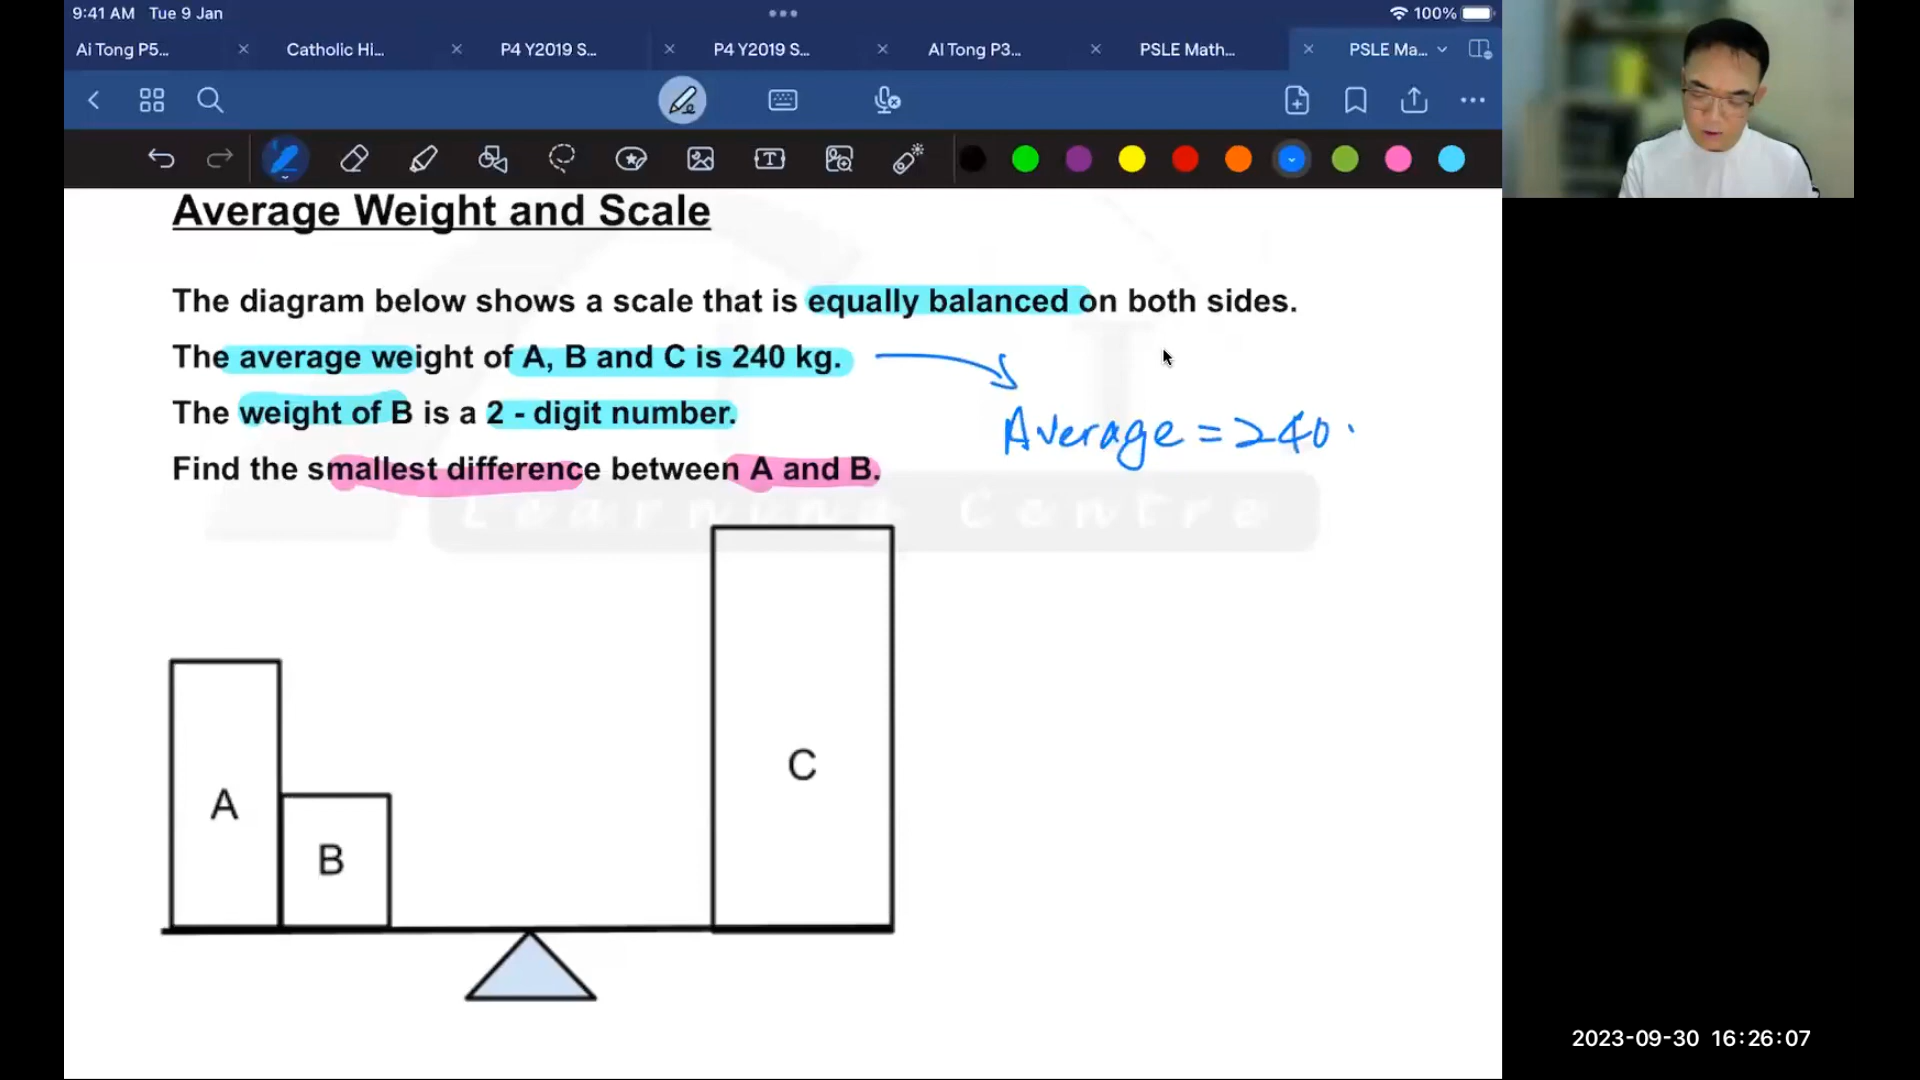 9:41 AM Tue 9 Jan
100%
Ai Tong P5...
Catholic Hi...
P4 Y2019 S...
P4 Y2019 S...
AI Tong P3...
PSLE Math...
PSLE Ma...
Average Weight and Scale
The diagram below shows a scale that is equally balanced on both sides.
The average weight of A, B and C is 240 kg.
Average = 240
The weight of B is a 2 - digit number.
Find the smallest difference between A and B.
Learning Centre
A
B
C
2023-09-30 16:26:07